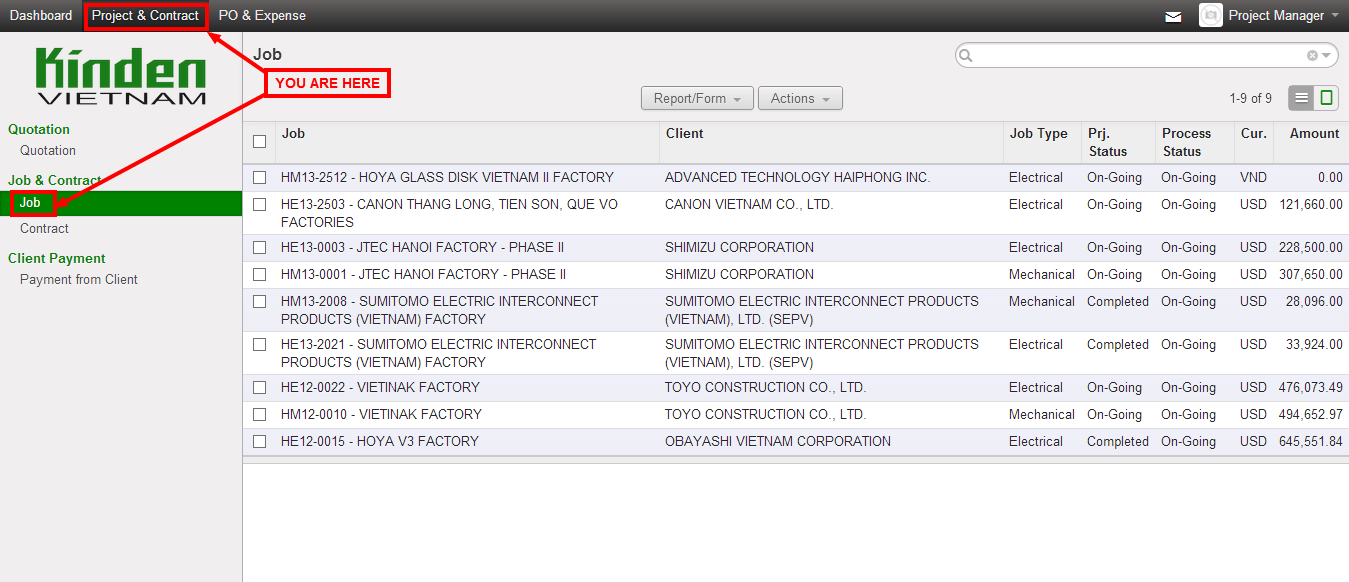 Dashboard Project & Contract PO & Expense Project Manager
Kinden
VIETNAM
Job
YOU ARE HERE
Report/Form Actions 1-9 of 9
Quotation
Quotation
Job & Contract
Job
Contract
Client Payment
Payment from Client
Job Client Job Type Prj. Status Process Status Cur. Amount
HM13-2512 - HOYA GLASS DISK VIETNAM II FACTORY ADVANCED TECHNOLOGY HAIPHONG INC. Electrical On-Going On-Going VND 0.00
HE13-2503 - CANON THANG LONG, TIEN SON, QUE VO CANON VIETNAM CO., LTD. Electrical On-Going On-Going USD 121,660.00
FACTORIES
HE13-0003 - JTEC HANOI FACTORY - PHASE II SHIMIZU CORPORATION Electrical On-Going On-Going USD 228,500.00
HM13-0001 - JTEC HANOI FACTORY - PHASE II SHIMIZU CORPORATION Mechanical On-Going On-Going USD 307,650.00
HM13-2008 - SUMITOMO ELECTRIC INTERCONNECT SUMITOMO ELECTRIC INTERCONNECT PRODUCTS Mechanical Completed On-Going USD 28,096.00
PRODUCTS (VIETNAM) FACTORY (VIETNAM), LTD. (SEPV)
HE13-2021 - SUMITOMO ELECTRIC INTERCONNECT SUMITOMO ELECTRIC INTERCONNECT PRODUCTS Electrical Completed On-Going USD 33,924.00
PRODUCTS (VIETNAM) FACTORY (VIETNAM), LTD. (SEPV)
HE12-0022 - VIETINAK FACTORY TOYO CONSTRUCTION CO., LTD. Electrical On-Going On-Going USD 476,073.49
HM12-0010 - VIETINAK FACTORY TOYO CONSTRUCTION CO., LTD. Mechanical On-Going On-Going USD 494,652.97
HE12-0015 - HOYA V3 FACTORY OBAYASHI VIETNAM CORPORATION Electrical Completed On-Going USD 645,551.84